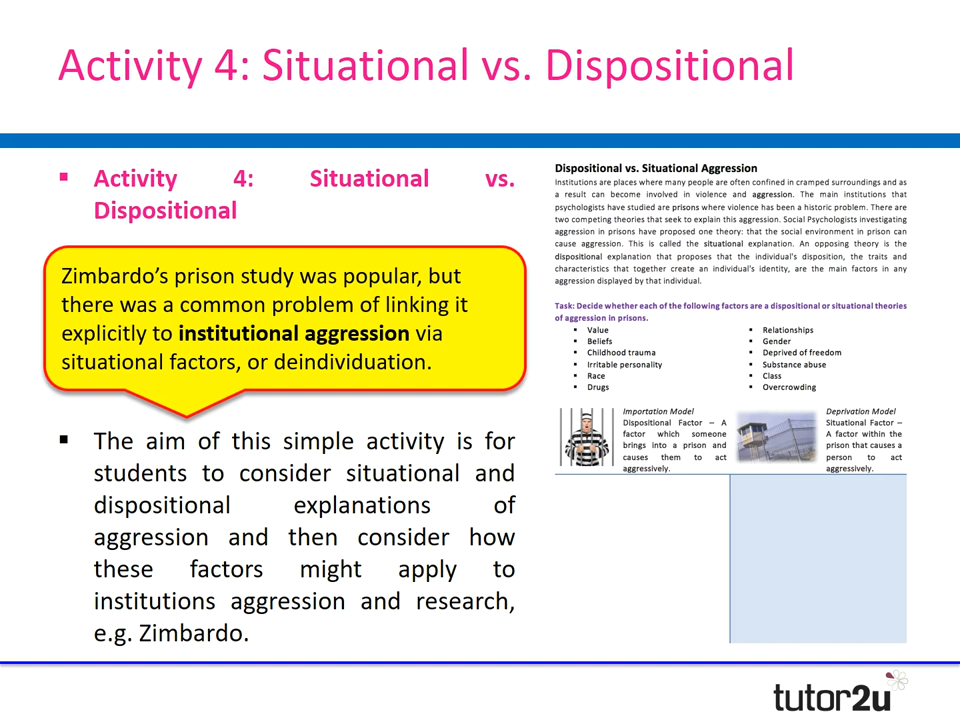 Activity 4: Situational vs. Dispositional
▪ Activity 4: Situational vs.
Dispositional
Zimbardo’s prison study was popular, but
there was a common problem of linking it
explicitly to institutional aggression via
situational factors, or deindividuation.
▪ The aim of this simple activity is for
students to consider situational and
dispositional explanations of
aggression and then consider how
these factors might apply to
institutions aggression and research,
e.g. Zimbardo.
Dispositional vs. Situational Aggression
Institutions are places where many people are often confined in cramped surroundings and as
a result can become involved in violence and aggression. The main institutions that
psychologists have studied are prisons where violence has been a historic problem. There are
two competing theories that seek to explain this aggression. Social Psychologists investigating
aggression in prisons have proposed one theory: that the social environment in prison can
cause aggression. This is called the situational explanation. An opposing theory is the
dispositional explanation that proposes that the individual's disposition, the traits and
characteristics that together create an individual's identity, are the main factors in any
aggression displayed by that individual.
Task: Decide whether each of the following factors are a dispositional or situational theories
of aggression in prisons.
▪ Value
▪ Beliefs
▪ Childhood trauma
▪ Irritable personality
▪ Race
▪ Drugs
▪ Relationships
▪ Gender
▪ Deprived of freedom
▪ Substance abuse
▪ Class
▪ Overcrowding
Importation Model
Dispositional Factor – A
factor which someone
brings into a prison and
causes them to act
aggressively.
Deprivation Model
Situational Factor –
A factor within the
prison that causes a
person to act
aggressively.
tutor2u